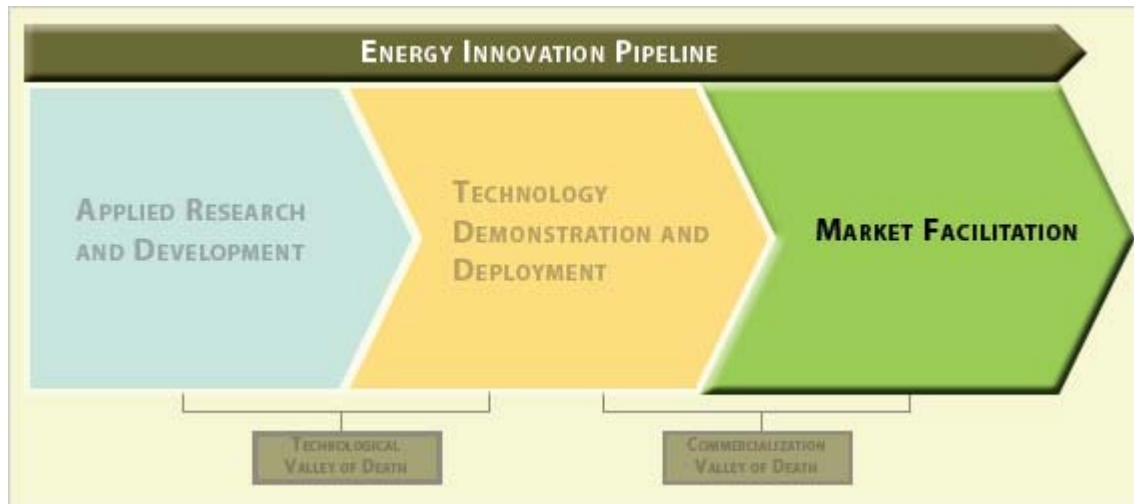 Energy Innovation Pipeline
Applied Research
and Development
Technology
Demonstration and
Deployment
Market Facilitation
Technological
Valley of Death
Commercialization
Valley of Death